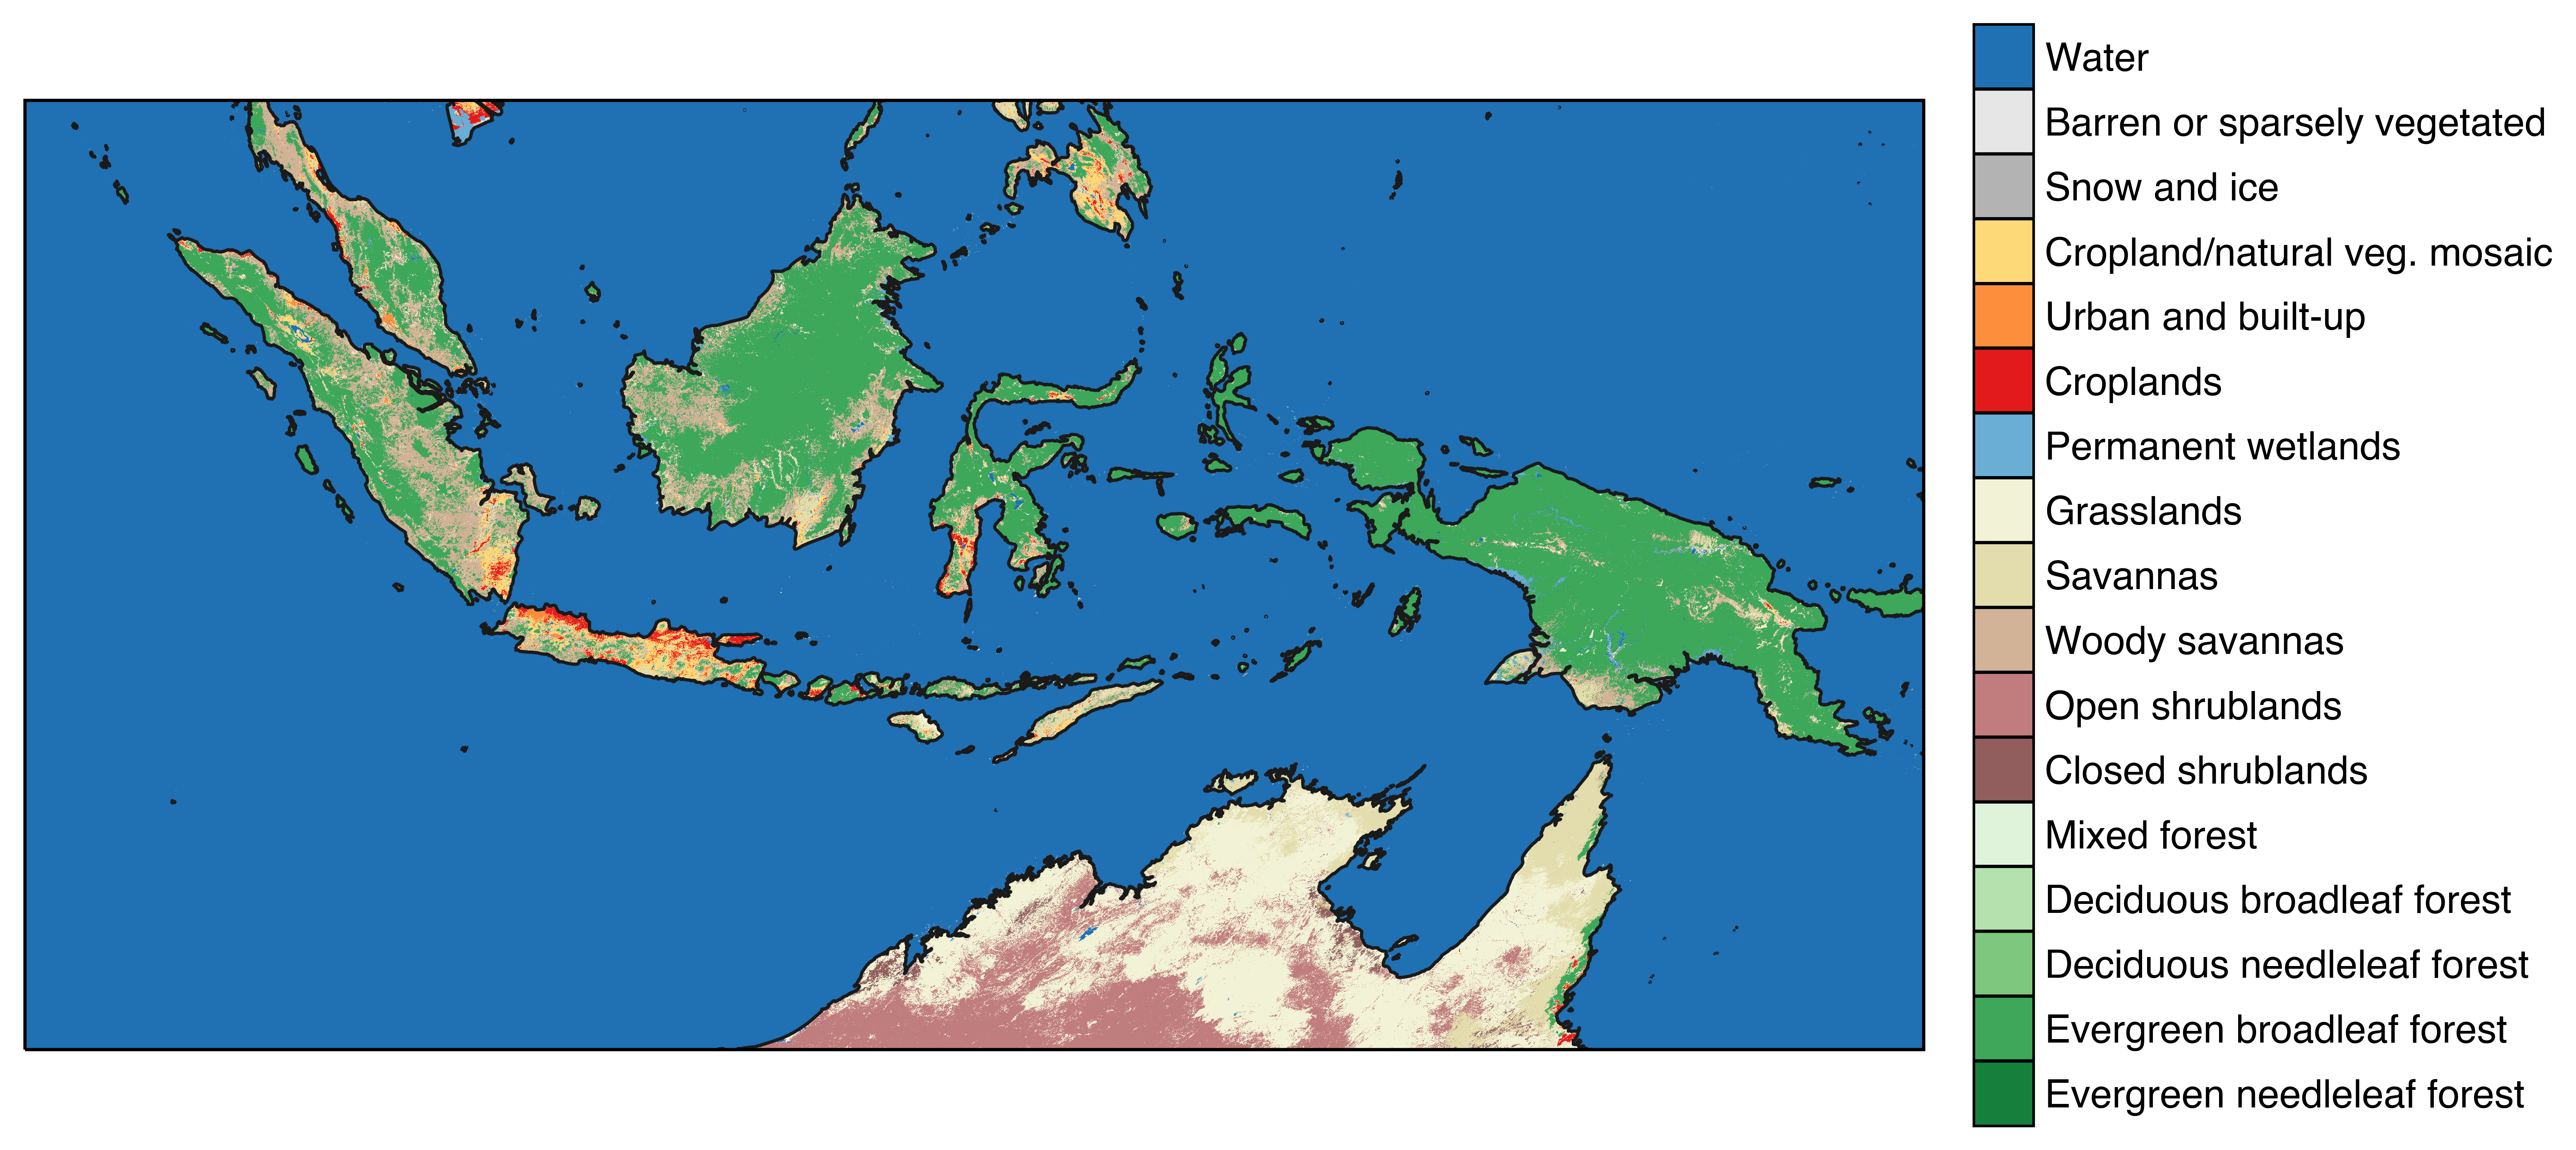 Water
Barren or sparsely vegetated
Snow and ice
Cropland/natural veg. mosaic
Urban and built-up
Croplands
Permanent wetlands
Grasslands
Savannas
Woody savannas
Open shrublands
Closed shrublands
Mixed forest
Deciduous broadleaf forest
Deciduous needleleaf forest
Evergreen broadleaf forest
Evergreen needleleaf forest